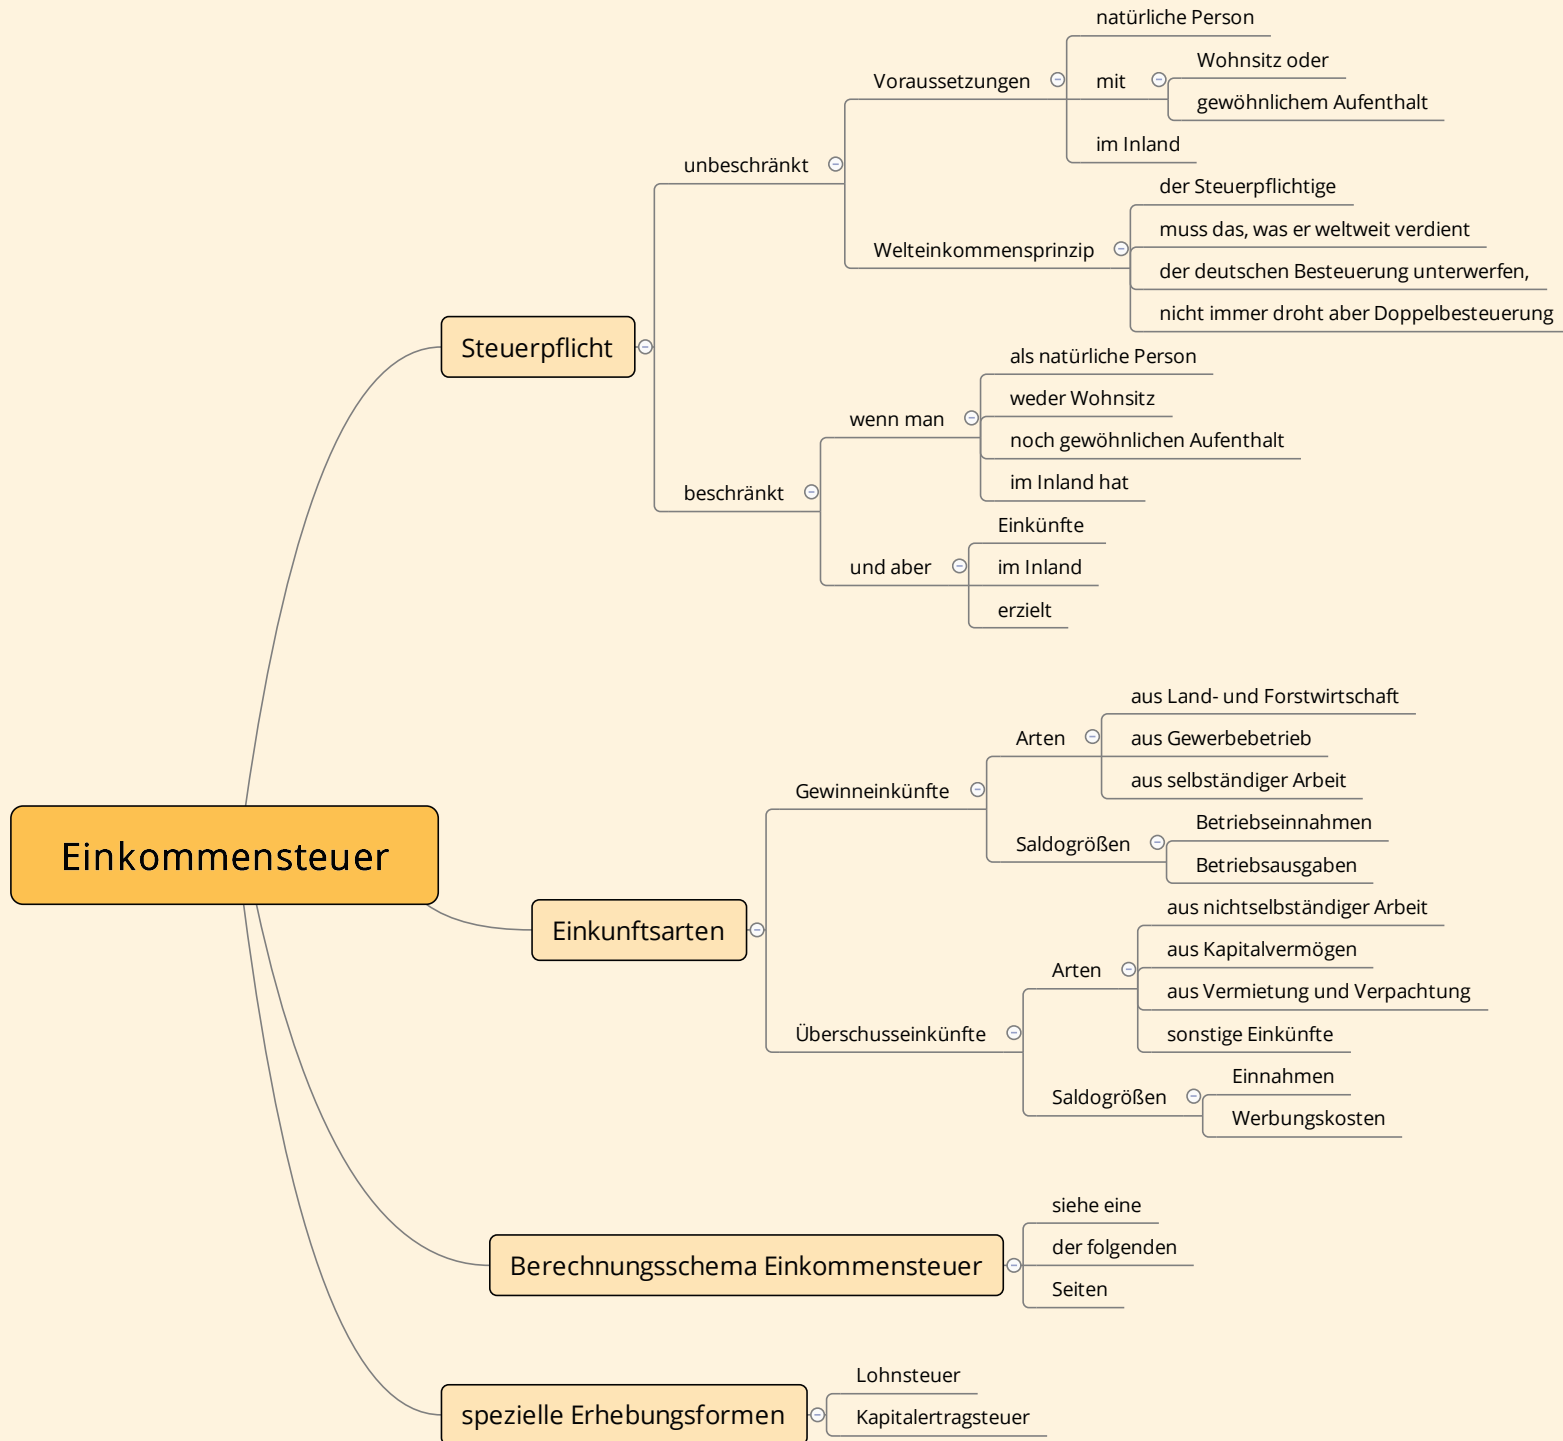 Einkommensteuer
Steuerpflicht
unbeschränkt
Voraussetzungen
natürliche Person
mit
Wohnsitz oder
gewöhnlichem Aufenthalt
im Inland
Welteinkommensprinzip
der Steuerpflichtige
muss das, was er weltweit verdient
der deutschen Besteuerung unterwerfen,
nicht immer droht aber Doppelbesteuerung
beschränkt
wenn man
als natürliche Person
weder Wohnsitz
noch gewöhnlichen Aufenthalt
im Inland hat
und aber
Einkünfte
im Inland
erzielt
Einkunftsarten
Gewinneinkünfte
Arten
aus Land- und Forstwirtschaft
aus Gewerbebetrieb
aus selbständiger Arbeit
Saldogrößen
Betriebseinnahmen
Betriebsausgaben
Überschusseinkünfte
Arten
aus nichtselbständiger Arbeit
aus Kapitalvermögen
aus Vermietung und Verpachtung
sonstige Einkünfte
Saldogrößen
Einnahmen
Werbungskosten
Berechnungsschema Einkommensteuer
siehe eine
der folgenden
Seiten
spezielle Erhebungsformen
Lohnsteuer
Kapitalertragsteuer